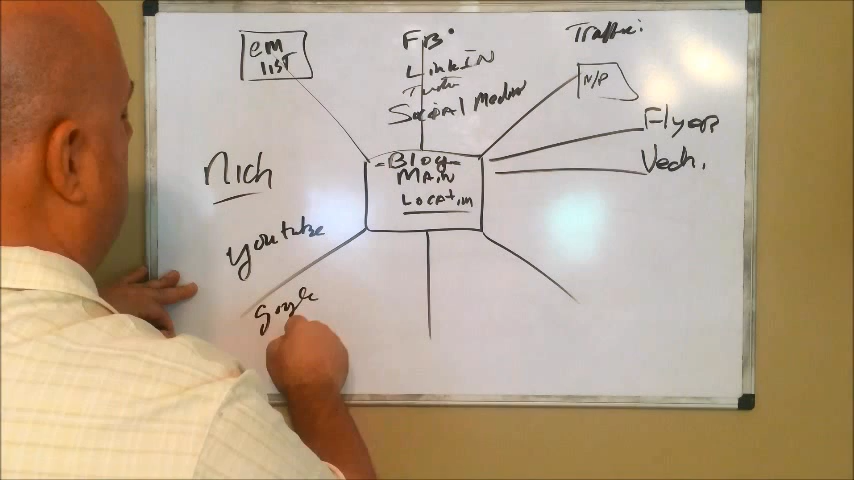 em
LIST
FB.
LinkIN
Social Media
Traffic:
N/P
Flyer
Vech.
-Blog-
MAIN
LOCATION
Nich
youtube
google